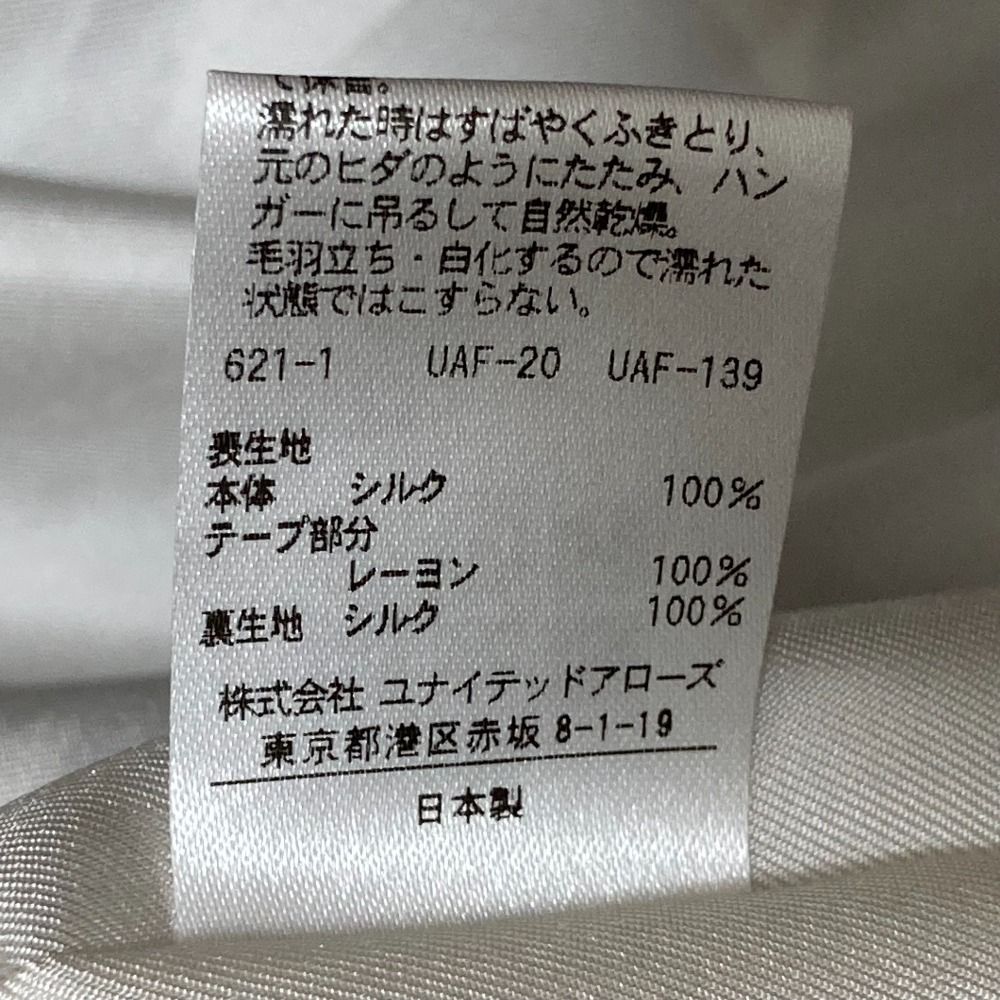 濡れた時はすばやくふきとり、
元のヒダのようにたたみ、ハン
ガーに吊るして自然乾燥。
毛羽立ち・白化するので濡れた
状態ではこすらない。
621-1 UAF-20 UAF-139
表生地
本体 シルク 100%
テープ部分
レーヨン 100%
裏生地 シルク 100%
株式会社 ユナイテッドアローズ
東京都港区赤坂 8-1-19
日本製